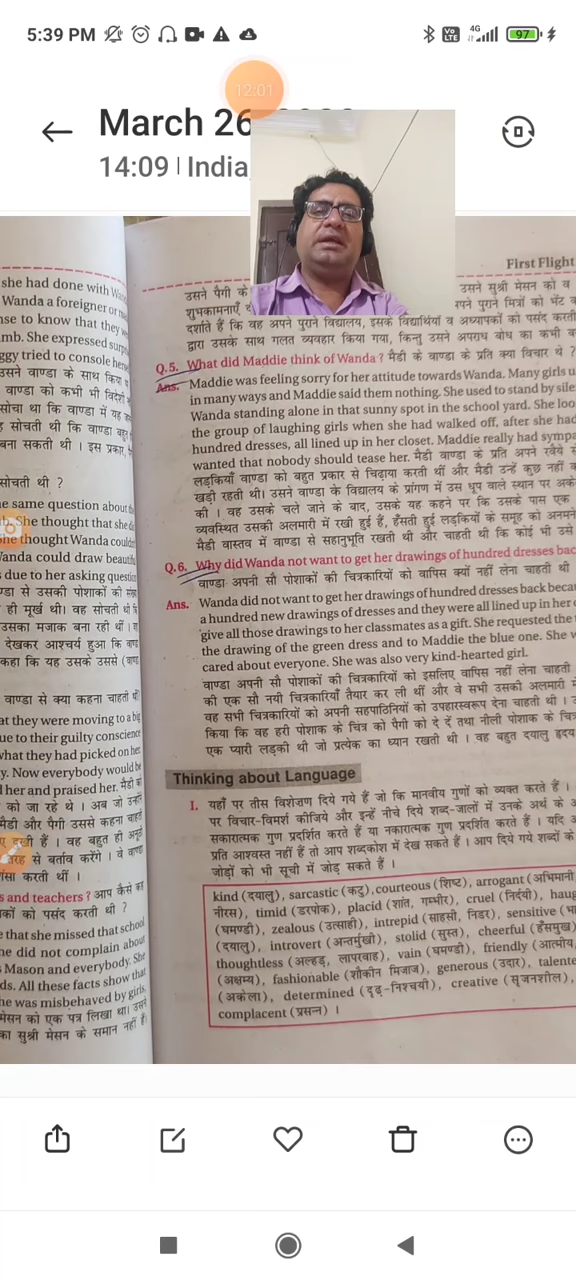 5:39 PM
4G
97
12:01
March 26
14:09 | India,
First Flight
she had done with
Wanda a foreigner or
nse to know that they
mb. She expressed
ggy tried to console
उसने वाण्डा के साथ किया
वाण्डा को कभी भी
सोचा था कि वाण्डा में यह
सोचती थी कि वाण्डा बहुत
बना सकती थी । इस प्रकार,
सोचती थी ?
e same question about
She thought that she
he thought Wanda
Wanda could draw
due to her asking question
उसकी पोशाकों की
ही मूर्ख थी। वह सोचती थी
उसका मजाक बना रही थीं।
देखकर आश्चर्य हुआ कि
कहा कि यह उसके उससे
वाण्डा से क्या कहना चाहती थीं
at they were moving to a big
ue to their guilty conscience
what they had picked on her
y. Now everybody would be
her and praised her. मैडी
को जा रहे थे । अब जो
मैडी और पैगी उससे कहना
हैं । वह बहुत ही
से बर्ताव करेंगे । वे
करती थीं ।
s and teachers ? आप कैसे
को पसंद करती थी ?
e that she missed that school
he did not complain about
Mason and everybody. She
ds. All these facts show that
he was misbehaved by girls,
मेसन को एक पत्र लिखा था।
का सुश्री मेसन के समान नहीं
उसने पैगी के
उसने सुश्री मेसन को
शुभकामनाएँ
पुराने मित्रों को भेंट
दर्शाते हैं कि वह अपने पुराने विद्यालय, इसके विद्यार्थियों व अध्यापकों को पसंद करती
द्वारा उसके साथ गलत व्यवहार किया गया, किन्तु उसने अपराध बोध का कभी
Q.5. What did Maddie think of Wanda ? मैडी के वाण्डा के प्रति क्या विचार थे ?
Ans. Maddie was feeling sorry for her attitude towards Wanda. Many girls
in many ways and Maddie said them nothing. She used to stand by
Wanda standing alone in that sunny spot in the school yard. She
the group of laughing girls when she had walked off, after she had
hundred dresses, all lined up in her closet. Maddie really had
wanted that nobody should tease her. मैडी वाण्डा के प्रति अपने रवैये
लड़कियाँ वाण्डा को बहुत प्रकार से चिढ़ाया करती थीं और मैडी उन्हें कुछ नहीं
खड़ी रहती थी। उसने वाण्डा के विद्यालय के प्रांगण में उस धूप वाले स्थान पर
की । वह उसके चले जाने के बाद, उसके यह कहने पर कि उसके पास एक
व्यवस्थित उसकी अलमारी में रखी हुई हैं, हँसती हुई लड़कियों के समूह को अनमने
मैडी वास्तव में वाण्डा से सहानुभूति रखती थी और चाहती थी कि कोई भी उसे
Q.6. Why did Wanda not want to get her drawings of hundred dresses
वाण्डा अपनी सौ पोशाकों की चित्रकारियों को वापिस क्यों नहीं लेना चाहती थी
Ans. Wanda did not want to get her drawings of hundred dresses back
a hundred new drawings of dresses and they were all lined up in her
give all those drawings to her classmates as a gift. She requested the
the drawing of the green dress and to Maddie the blue one. She
cared about everyone. She was also very kind-hearted girl.
वाण्डा अपनी सौ पोशाकों की चित्रकारियों को इसलिए वापिस नहीं लेना चाहती
की एक सौ नयी चित्रकारियाँ तैयार कर ली थीं और वे सभी उसकी अलमारी
वह सभी चित्रकारियों को अपनी सहपाठिनियों को उपहारस्वरूप देना चाहती थी ।
किया कि वह हरी पोशाक के चित्र को पैगी को दे दें तथा नीली पोशाक के
एक प्यारी लड़की थी जो प्रत्येक का ध्यान रखती थी । वह बहुत दयालु हृदय
Thinking about Language
I. यहाँ पर तीस विशेषण दिये गये हैं जो कि मानवीय गुणों को व्यक्त करते हैं ।
पर विचार-विमर्श कीजिये और इन्हें नीचे दिये शब्द-जालों में उनके अर्थ के
सकारात्मक गुण प्रदर्शित करते हैं या नकारात्मक गुण प्रदर्शित करते हैं । यदि
प्रति आश्वस्त नहीं हैं तो आप शब्दकोश में देख सकते हैं । आप दिये गये शब्दों के
जोड़ों को भी सूची में जोड़ सकते हैं ।
kind (दयालु), sarcastic (कटु), courteous (शिष्ट), arrogant (अभिमानी
नीरस), timid (डरपोक), placid (शांत, गम्भीर), cruel (निर्दयी),
(घमण्डी), zealous (उत्साही), intrepid (साहसी, निडर), sensitive
(दयालु), introvert (अन्तर्मुखी), stolid (सुस्त), cheerful (हँसमुख)
thoughtless (अल्हड़, लापरवाह), vain (घमण्डी), friendly (आत्मीय,
(अक्षम्य), fashionable (शौकीन मिजाज), generous (उदार),
(अकेला), determined (दृढ़-निश्चयी), creative (सृजनशील),
complacent (प्रसन्न) ।